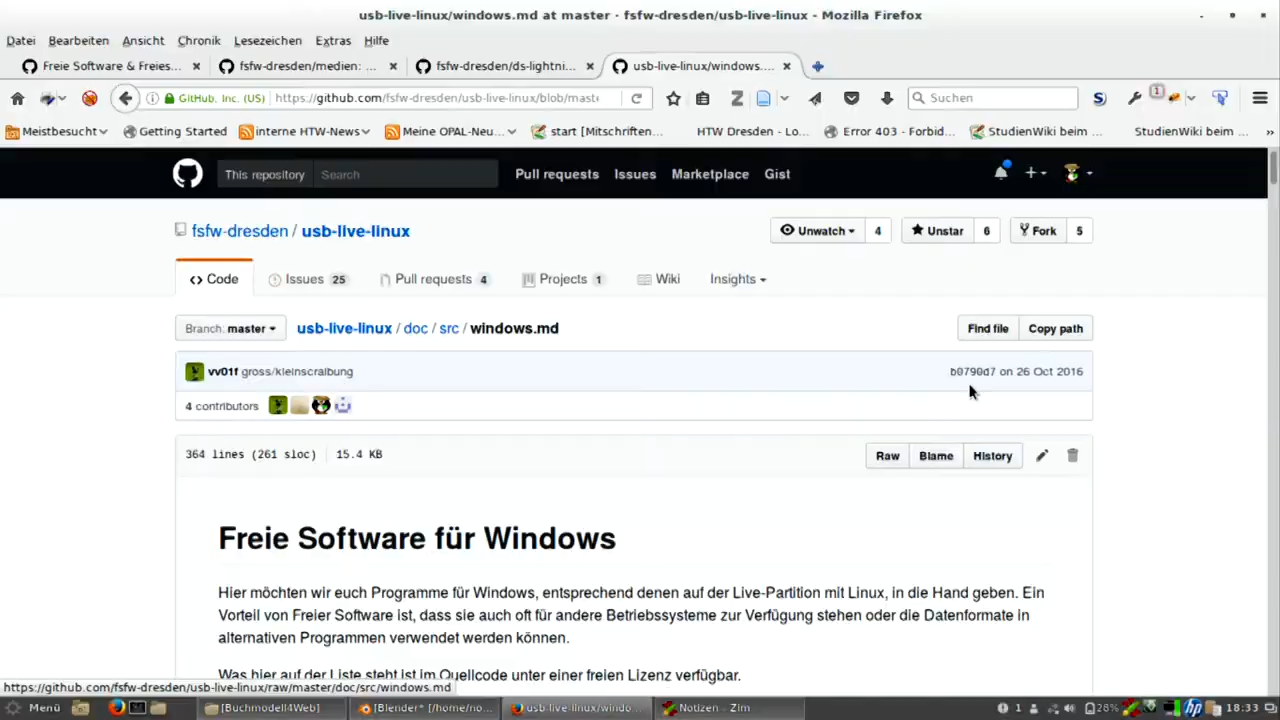 usb-live-linux/windows.md at master · fsfw-dresden/usb-live-linux - Mozilla Firefox
Datei Bearbeiten Ansicht Chronik Lesezeichen Extras Hilfe
Freie Software & Freies... fsfw-dresden/medien: ... fsfw-dresden/ds-lightni... usb-live-linux/windows....
GitHub, Inc. (US) https://github.com/fsfw-dresden/usb-live-linux/blob/maste Suchen
Meistbesucht Getting Started interne HTW-News Meine OPAL-Neu... start [Mitschriften... HTW Dresden - Lo... Error 403 - Forbid... StudienWiki beim ... StudienWiki beim ... »
This repository Search Pull requests Issues Marketplace Gist
fsfw-dresden / usb-live-linux Unwatch 4 Unstar 6 Fork 5
Code Issues 25 Pull requests 4 Projects 1 Wiki Insights
Branch: master usb-live-linux / doc / src / windows.md Find file Copy path
vv01f gross/kleinscraibung b0790d7 on 26 Oct 2016
4 contributors
364 lines (261 sloc) 15.4 KB Raw Blame History
Freie Software für Windows
Hier möchten wir euch Programme für Windows, entsprechend denen auf der Live-Partition mit Linux, in die Hand geben. Ein
Vorteil von Freier Software ist, dass sie auch oft für andere Betriebssysteme zur Verfügung stehen oder die Datenformate in
alternativen Programmen verwendet werden können.
Was hier auf der Liste steht ist im Quellcode unter einer freien Lizenz verfügbar.
https://github.com/fsfw-dresden/usb-live-linux/raw/master/doc/src/windows.md
Menü [Buchmodell4Web] [Blender* [/home/no... usb-live-linux/windo... Notizen - Zim 1 28% hp 18:33